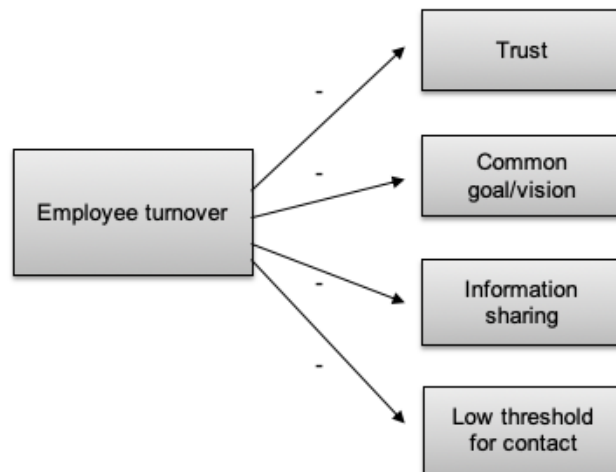 Trust
-
Common
goal/vision
-
Employee turnover
Information
sharing
-
Low threshold
for contact
-